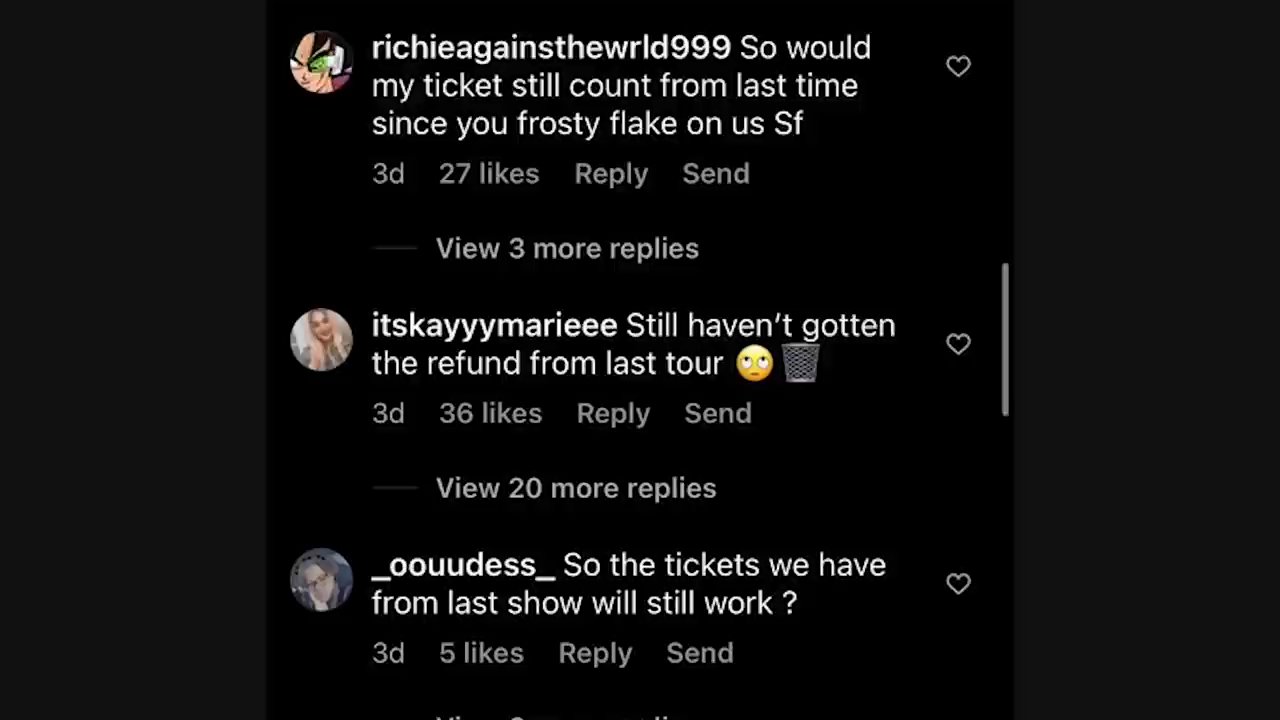 richieagainsthewrld999 So would
my ticket still count from last time
since you frosty flake on us Sf
3d 27 likes Reply Send
View 3 more replies
itskayyymarieee Still haven’t gotten
the refund from last tour 🙄🗑️
3d 36 likes Reply Send
View 20 more replies
_oouudess_ So the tickets we have
from last show will still work ?
3d 5 likes Reply Send